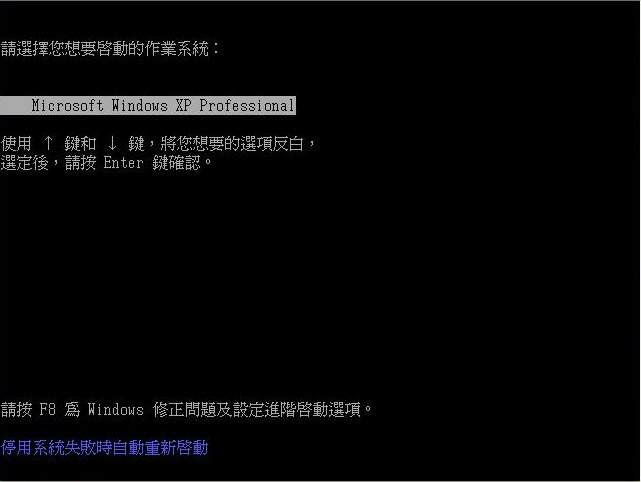 請選擇您想要啓動的作業系統：
Microsoft Windows XP Professional
使用 ↑ 鍵和 ↓ 鍵，將您想要的選項反白，
選定後，請按 Enter 鍵確認。
請按 F8 爲 Windows 修正問題及設定進階啓動選項。
停用系統失敗時自動重新啓動